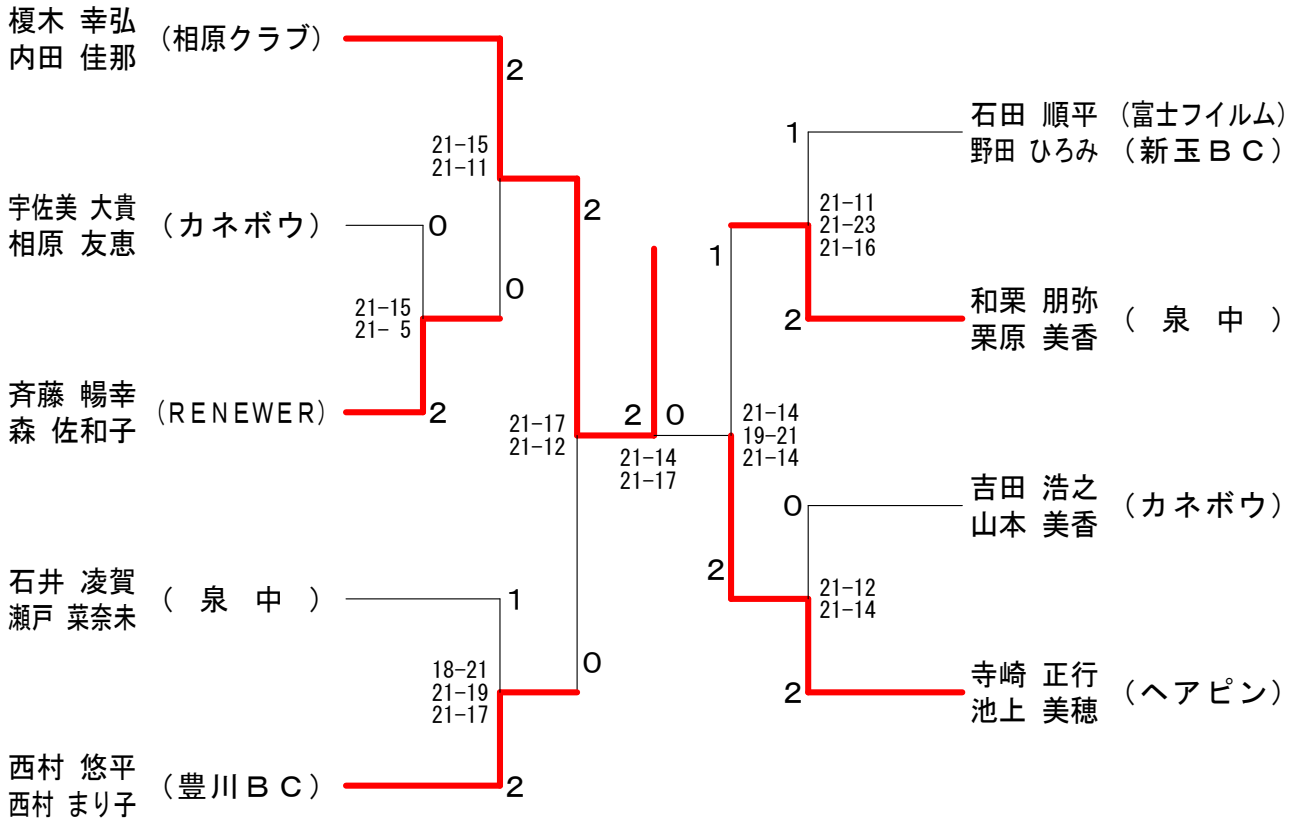 榎木 幸弘
内田 佳那
(相原クラブ)
2
21-15
21-11
宇佐美 大貴
相原 友恵
(カネボウ)
0
21-15
21- 5
0
斉藤 暢幸
森 佐和子
(RENEWER)
2
2
21-17
21-12
石井 凌賀
瀬戸 菜奈未
( 泉 中 )
1
18-21
21-19
21-17
0
西村 悠平
西村 まり子
(豊川BC)
2
2 0
21-14
21-17
石田 順平 (富士フイルム)
野田 ひろみ (新玉BC)
1
21-11
21-23
21-16
1
和栗 朋弥
栗原 美香
( 泉 中 )
2
21-14
19-21
21-14
吉田 浩之
山本 美香
(カネボウ)
0
21-12
21-14
2
寺崎 正行
池上 美穂
(ヘアピン)
2